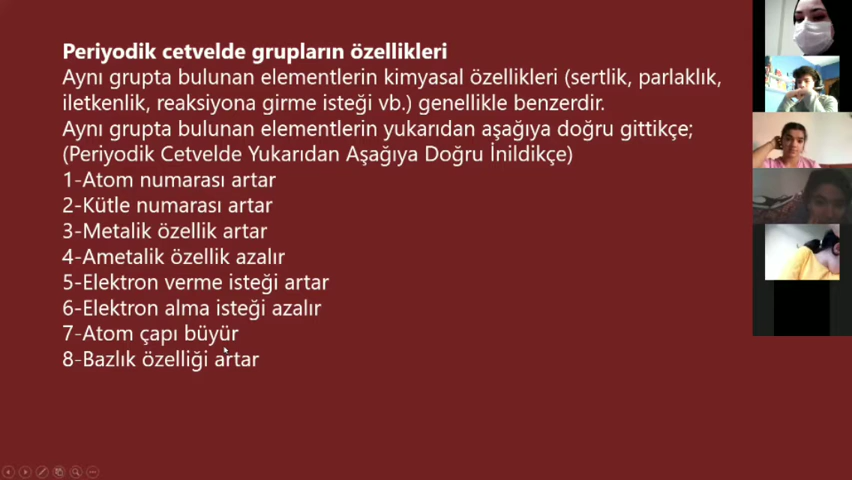 Periyodik cetvelde grupların özellikleri
Aynı grupta bulunan elementlerin kimyasal özellikleri (sertlik, parlaklık,
iletkenlik, reaksiyona girme isteği vb.) genellikle benzerdir.
Aynı grupta bulunan elementlerin yukarıdan aşağıya doğru gittikçe;
(Periyodik Cetvelde Yukarıdan Aşağıya Doğru İnildikçe)
1-Atom numarası artar
2-Kütle numarası artar
3-Metalik özellik artar
4-Ametalik özellik azalır
5-Elektron verme isteği artar
6-Elektron alma isteği azalır
7-Atom çapı büyür
8-Bazlık özelliği artar